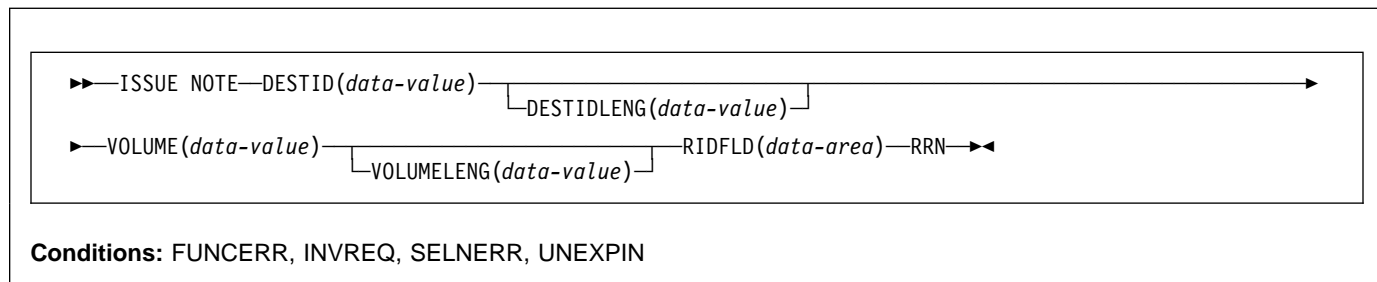 ►►──ISSUE NOTE──DESTID(data-value)
DESTIDLENG(data-value)
►──VOLUME(data-value)
VOLUMELENG(data-value)
RIDFLD(data-area)──RRN──►◄
Conditions: FUNCERR, INVREQ, SELNERR, UNEXPIN